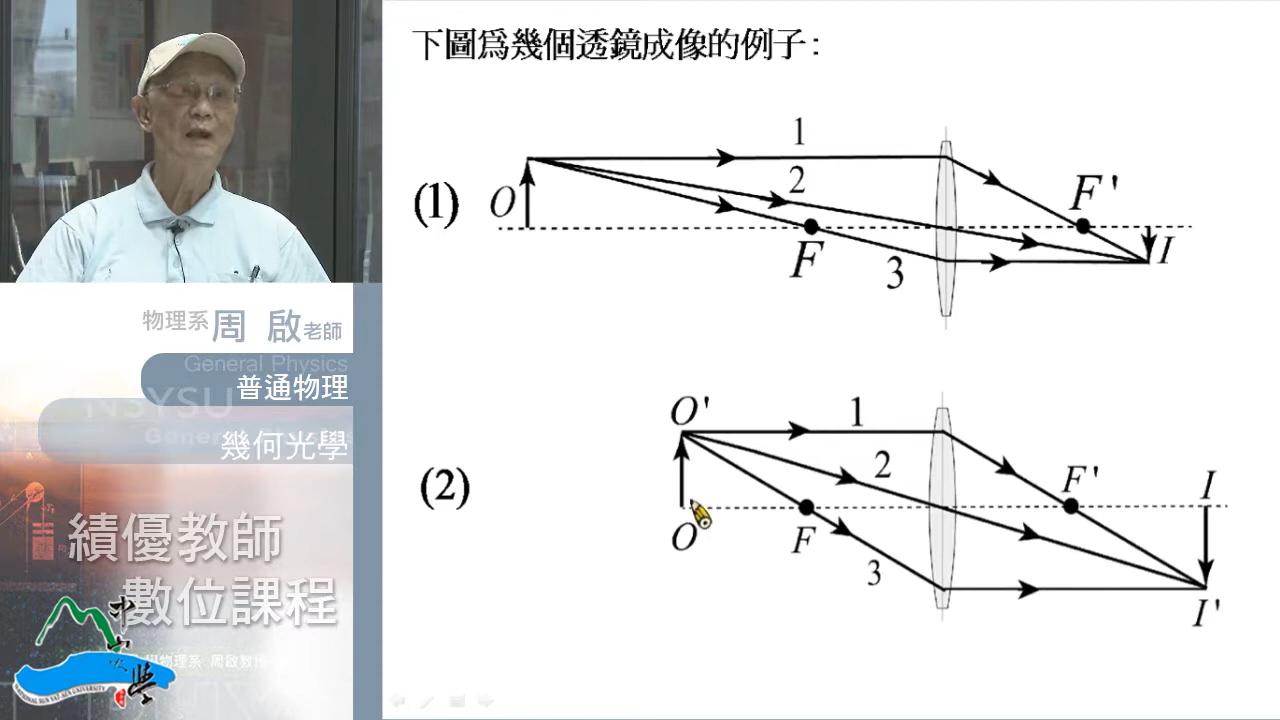 下圖為幾個透鏡成像的例子:
(1)
O
1
2
3
F
F'
I
(2)
O'
O
1
2
3
F
F'
I
I'
物理系周 啟老師
General Physics
普通物理
NSYSU
幾何光學
績優教師
數位課程